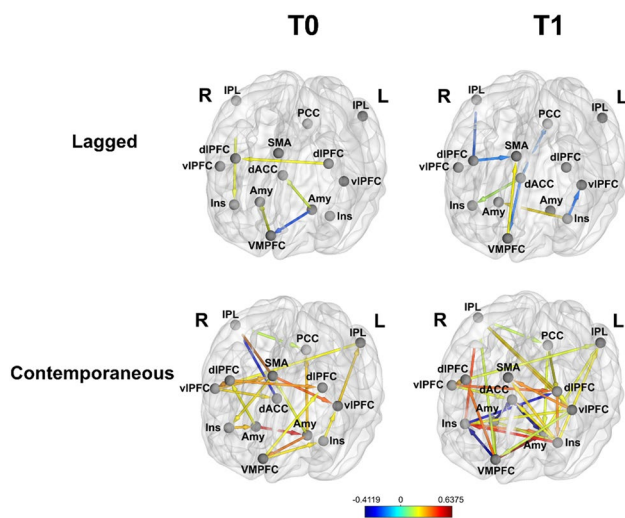 T0 T1
R L R L
IPL IPL IPL IPL
PCC PCC
Lagged
SMA SMA
dlPFC dlPFC dlPFC dlPFC
vlPFC vlPFC vlPFC vlPFC
dACC dACC
Ins Amy Amy Ins Ins Amy Amy Ins
VMPFC VMPFC
R L R L
IPL IPL IPL IPL
PCC PCC
Contemporaneous
SMA SMA
dlPFC dlPFC dlPFC dlPFC
vlPFC vlPFC vlPFC vlPFC
dACC dACC
Ins Amy Amy Ins Ins Amy Amy Ins
VMPFC VMPFC
-0.4119 0 0.6375